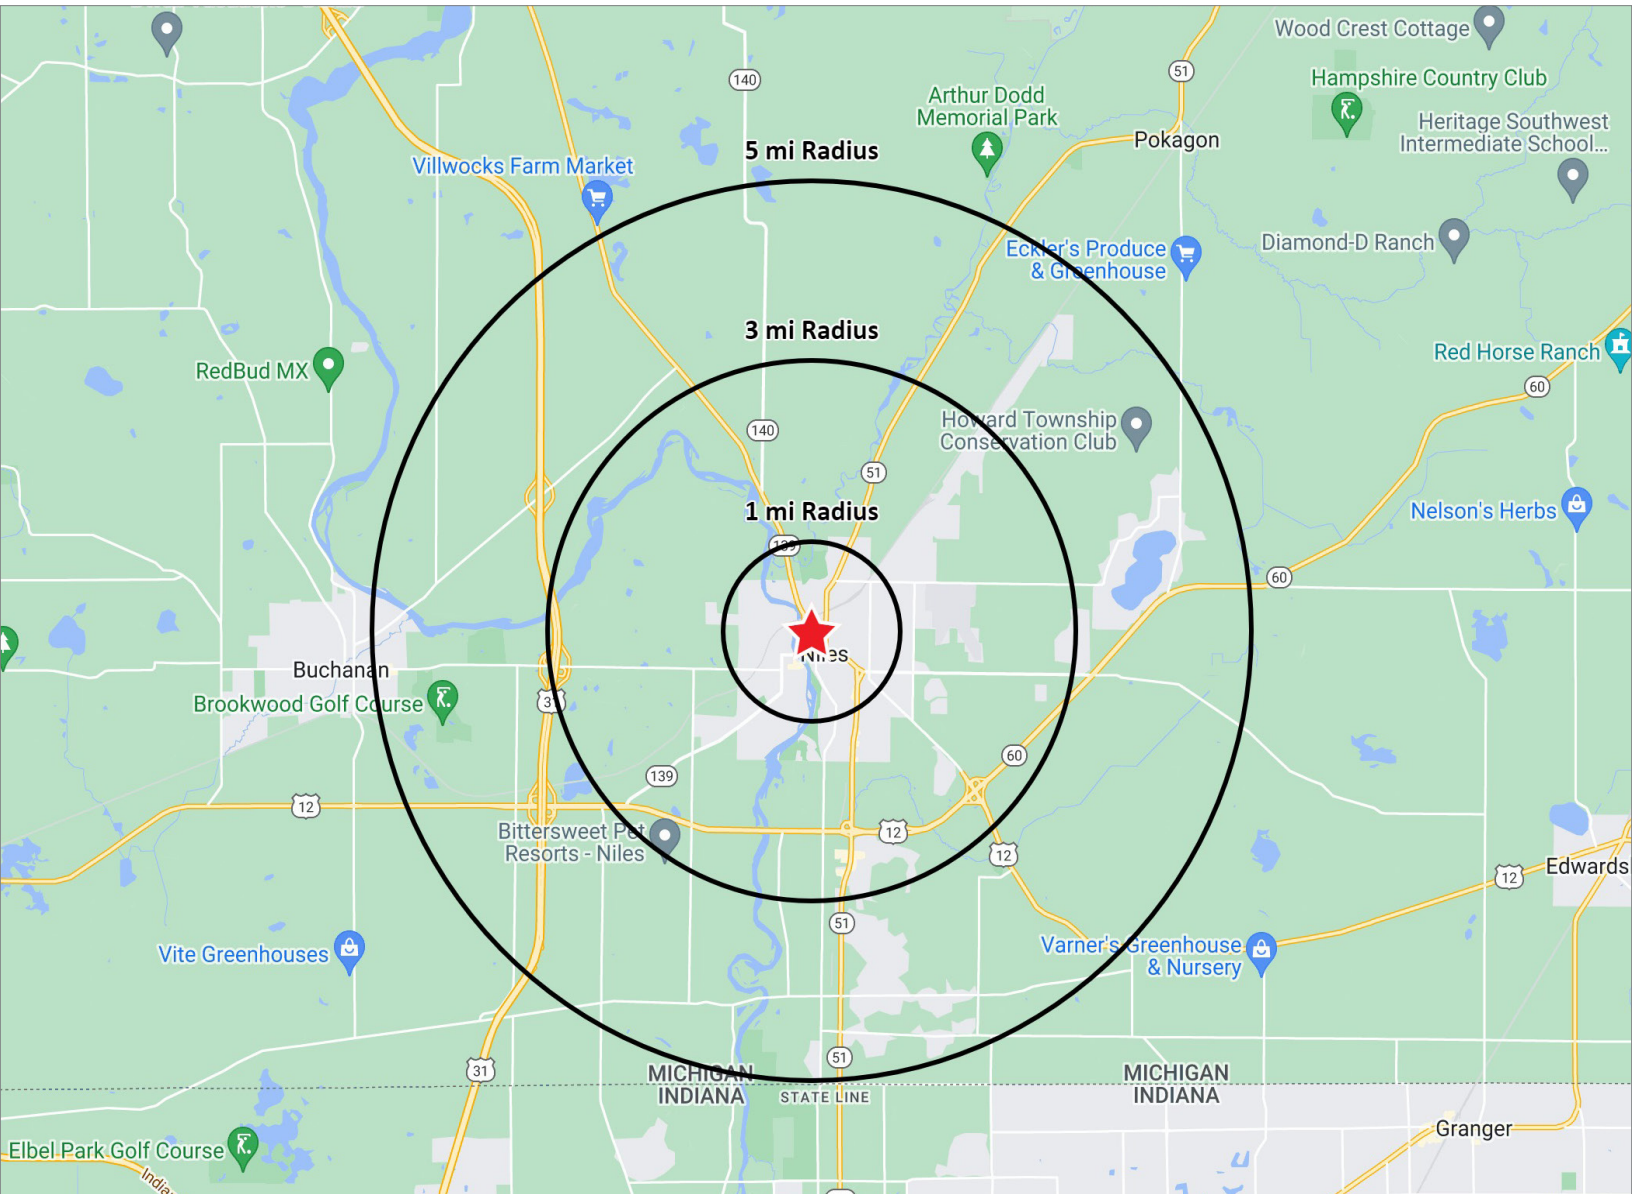 Wood Crest Cottage
51
140
Hampshire Country Club
Arthur Dodd
Memorial Park
Heritage Southwest
Intermediate School...
Pokagon
5 mi Radius
Villwocks Farm Market
Diamond-D Ranch
Eckler's Produce
& Greenhouse
3 mi Radius
Red Horse Ranch
RedBud MX
60
Howard Township
Conservation Club
140
51
1 mi Radius
Nelson's Herbs
139
60
Niles
Buchanan
Brookwood Golf Course
31
60
139
12
12
Bittersweet Pet
Resorts - Niles
12
Edwards
12
51
Vite Greenhouses
Varner's Greenhouse
& Nursery
51
31
MICHIGAN
INDIANA
STATE LINE
MICHIGAN
INDIANA
Granger
Elbel Park Golf Course
India